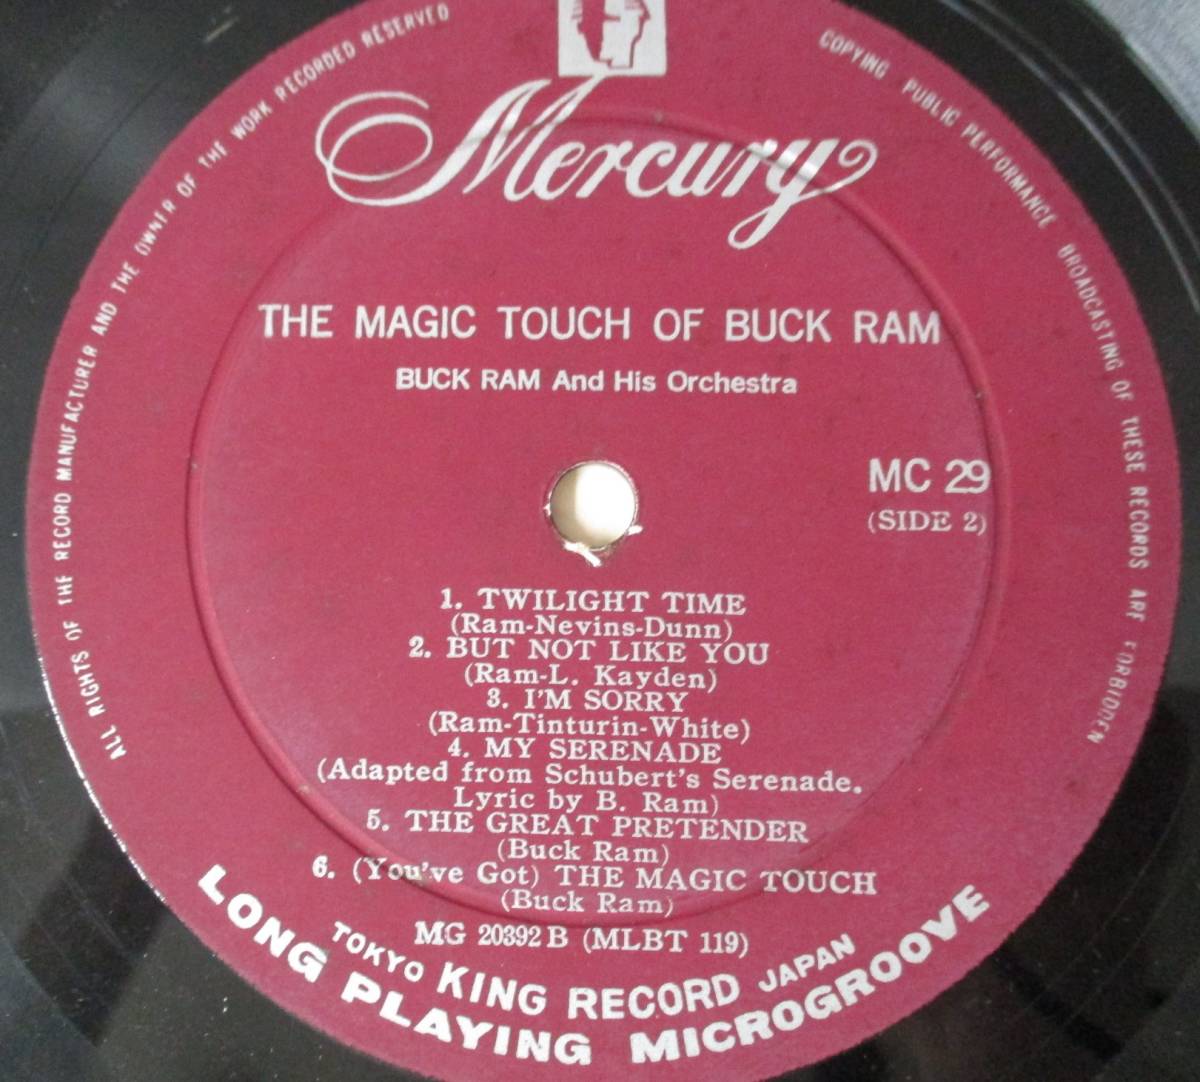 ALL RIGHTS OF THE RECORD MANUFACTURER AND THE OWNER OF THE WORK RECORDED RESERVED
COPYING PUBLIC PERFORMANCE BROADCASTING OF THESE RECORDS ARE FORBIDDEN
Mercury
THE MAGIC TOUCH OF BUCK RAM
BUCK RAM And His Orchestra
MC 29
(SIDE 2)
1. TWILIGHT TIME
(Ram-Nevins-Dunn)
2. BUT NOT LIKE YOU
(Ram-L. Kayden)
3. I'M SORRY
(Ram-Tinturin-White)
4. MY SERENADE
(Adapted from Schubert's Serenade.
Lyric by B. Ram)
5. THE GREAT PRETENDER
(Buck Ram)
6. (You've Got) THE MAGIC TOUCH
(Buck Ram)
MG 20392 B (MLBT 119)
TOKYO KING RECORD JAPAN
LONG PLAYING MICROGROOVE